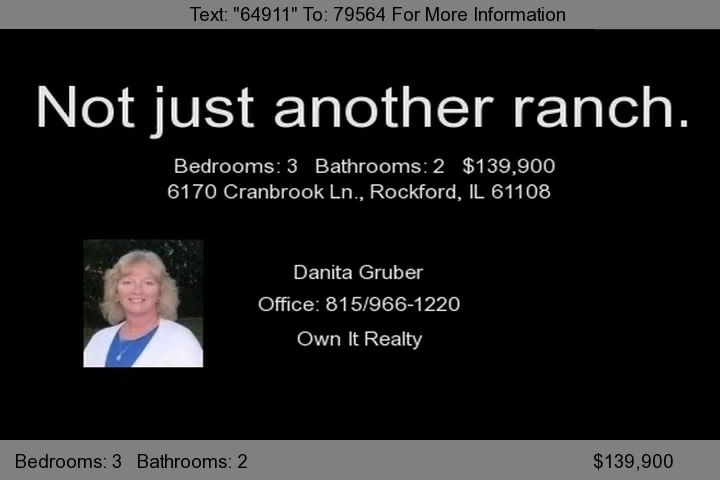 Text: "64911" To: 79564 For More Information
Not just another ranch.
Bedrooms: 3 Bathrooms: 2 $139,900
6170 Cranbrook Ln., Rockford, IL 61108
Danita Gruber
Office: 815/966-1220
Own It Realty
Bedrooms: 3 Bathrooms: 2 $139,900